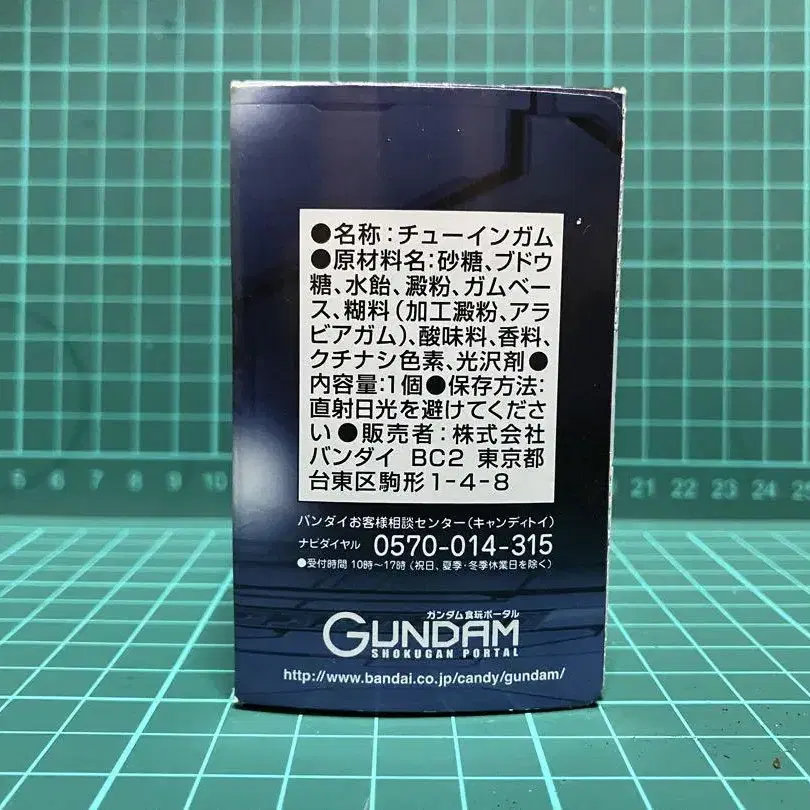 ●名称:チューインガム
●原材料名:砂糖、ブドウ
糖、水飴、澱粉、ガムベー
ス、糊料(加工澱粉、アラ
ビアガム)、酸味料、香料、
クチナシ色素、光沢剤●
内容量:1個●保存方法:
直射日光を避けてくださ
い●販売者:株式会社
バンダイ BC2 東京都
台東区駒形1-4-8
バンダイお客様相談センター(キャンディトイ)
ナビダイヤル 0570-014-315
●受付時間 10時〜17時(祝日、夏季・冬季休業日を除く)
ガンダム食玩ポータル
GUNDAM
SHOKUGAN PORTAL
http://www.bandai.co.jp/candy/gundam/
5 6 7 8 9 10
21 22 23 24 25